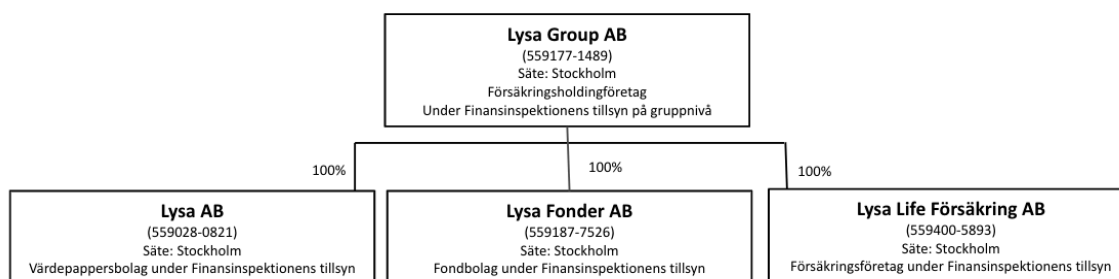 Lysa Group AB
(559177-1489)
Säte: Stockholm
Försäkringsholdingföretag
Under Finansinspektionens tillsyn på gruppnivå
100%
100%
100%
Lysa AB
(559028-0821)
Säte: Stockholm
Värdepappersbolag under Finansinspektionens tillsyn
Lysa Fonder AB
(559187-7526)
Säte: Stockholm
Fondbolag under Finansinspektionens tillsyn
Lysa Life Försäkring AB
(559400-5893)
Säte: Stockholm
Försäkringsföretag under Finansinspektionens tillsyn